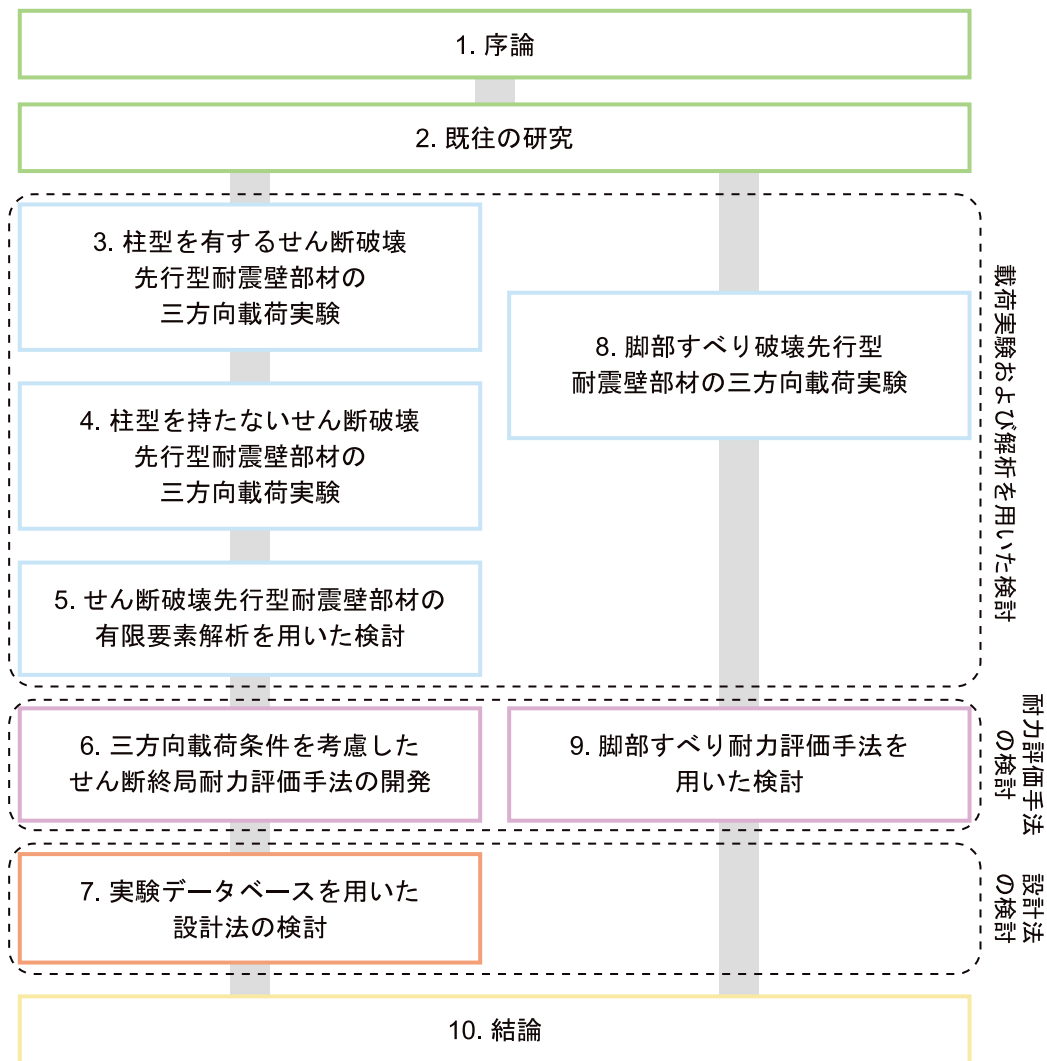 1. 序論
2. 既往の研究
3. 柱型を有するせん断破壊
先行型耐震壁部材の
三方向載荷実験
4. 柱型を持たないせん断破壊
先行型耐震壁部材の
三方向載荷実験
5. せん断破壊先行型耐震壁部材の
有限要素解析を用いた検討
8. 脚部すべり破壊先行型
耐震壁部材の三方向載荷実験
載荷実験および解析を用いた検討
6. 三方向載荷条件を考慮した
せん断終局耐力評価手法の開発
9. 脚部すべり耐力評価手法を
用いた検討
耐力評価手法
の検討
7. 実験データベースを用いた
設計法の検討
設計法
の検討
10. 結論